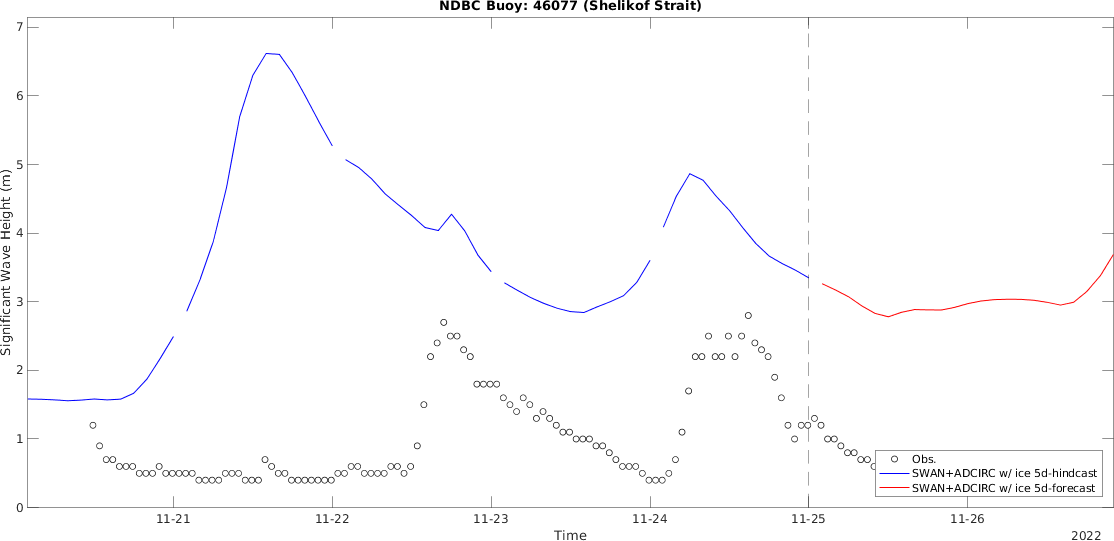 NDBC Buoy: 46077 (Shelikof Strait)
7
6
5
4
3
2
1
0
Significant Wave Height (m)
Obs.
SWAN+ADCIRC w/ ice 5d-hindcast
SWAN+ADCIRC w/ ice 5d-forecast
11-21
11-22
11-23
11-24
11-25
11-26
Time
2022